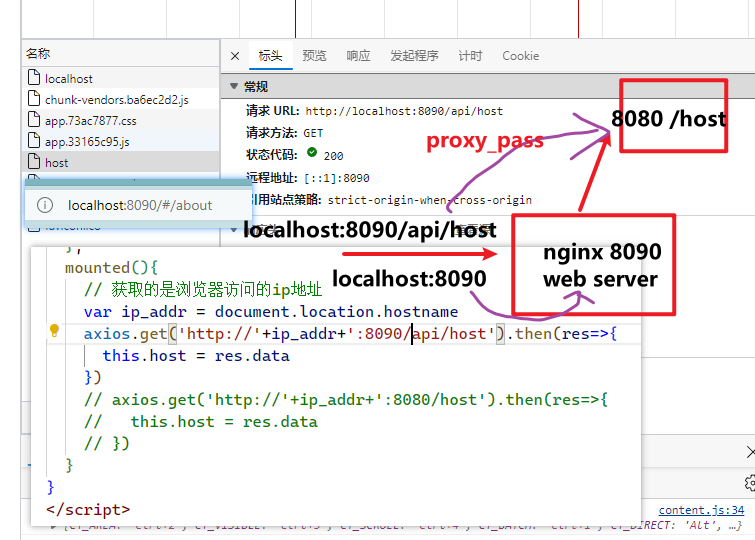 名称
localhost
chunk-vendors.ba6ec2d2.js
app.73ac7877.css
app.33165c95.js
host
标头
预览
响应
发起程序
计时
Cookie
常规
请求 URL: http://localhost:8090/api/host
请求方法: GET
状态代码: 200
远程地址: [::1]:8090
引用站点策略: strict-origin-when-cross-origin
8080 /host
proxy_pass
localhost:8090/#/about
localhost:8090/api/host
localhost:8090
nginx 8090
web server
},
mounted(){
// 获取的是浏览器访问的ip地址
var ip_addr = document.location.hostname
axios.get('http://'+ip_addr+':8090/api/host').then(res=>{
this.host = res.data
})
// axios.get('http://'+ip_addr+':8080/host').then(res=>{
// this.host = res.data
// })
}
}
</script>
content.js:34